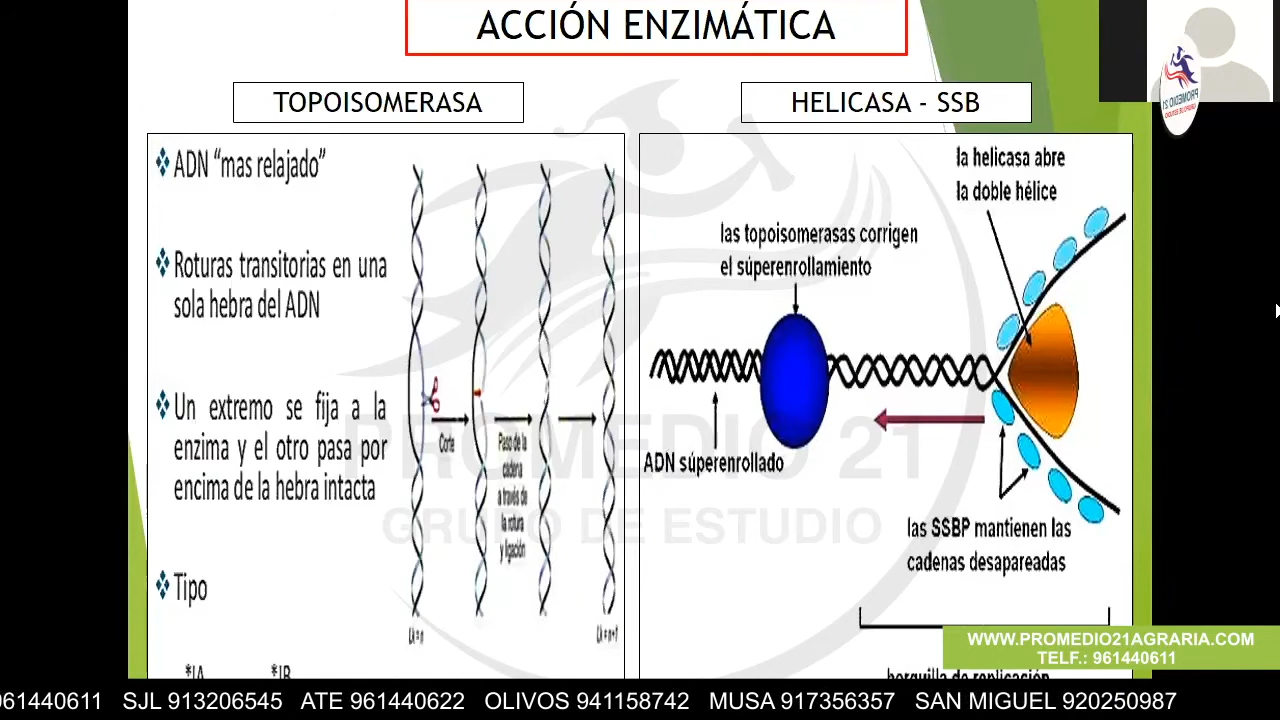 ACCIÓN ENZIMÁTICA
TOPOISOMERASA
ADN “mas relajado”
Roturas transitorias en una
sola hebra del ADN
Un extremo se fija a la
enzima y el otro pasa por
encima de la hebra intacta
Tipo
*IA *IB
Corte
Paso de la
cadena
a través de
la rotura
y ligación
HELICASA - SSB
la helicasa abre
la doble hélice
las topoisomerasas corrigen
el súperenrollamiento
ADN súperenrollado
las SSBP mantienen las
cadenas desapareadas
horquilla de replicación
PROMEDIO 21
GRUPO DE ESTUDIO
PROMEDIO 21
WWW.PROMEDIO21AGRARIA.COM
TELF.: 961440611
961440611 SJL 913206545 ATE 961440622 OLIVOS 941158742 MUSA 917356357 SAN MIGUEL 920250987